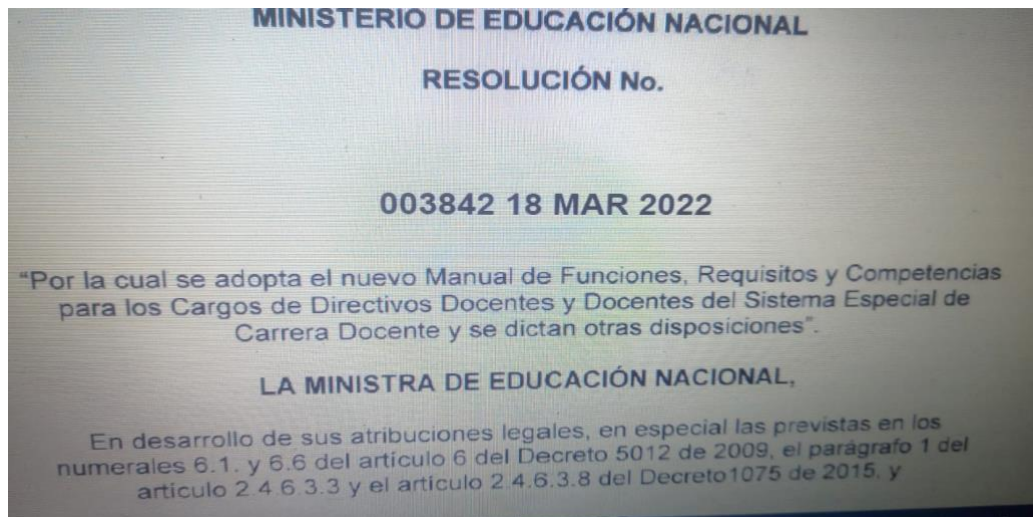 MINISTERIO DE EDUCACIÓN NACIONAL
RESOLUCIÓN No.
003842 18 MAR 2022
“Por la cual se adopta el nuevo Manual de Funciones, Requisitos y Competencias
para los Cargos de Directivos Docentes y Docentes del Sistema Especial de
Carrera Docente y se dictan otras disposiciones”.
LA MINISTRA DE EDUCACIÓN NACIONAL,
En desarrollo de sus atribuciones legales, en especial las previstas en los
numerales 6.1. y 6.6 del artículo 6 del Decreto 5012 de 2009, el parágrafo 1 del
artículo 2.4.6.3.3 y el artículo 2.4.6.3.8 del Decreto1075 de 2015, y